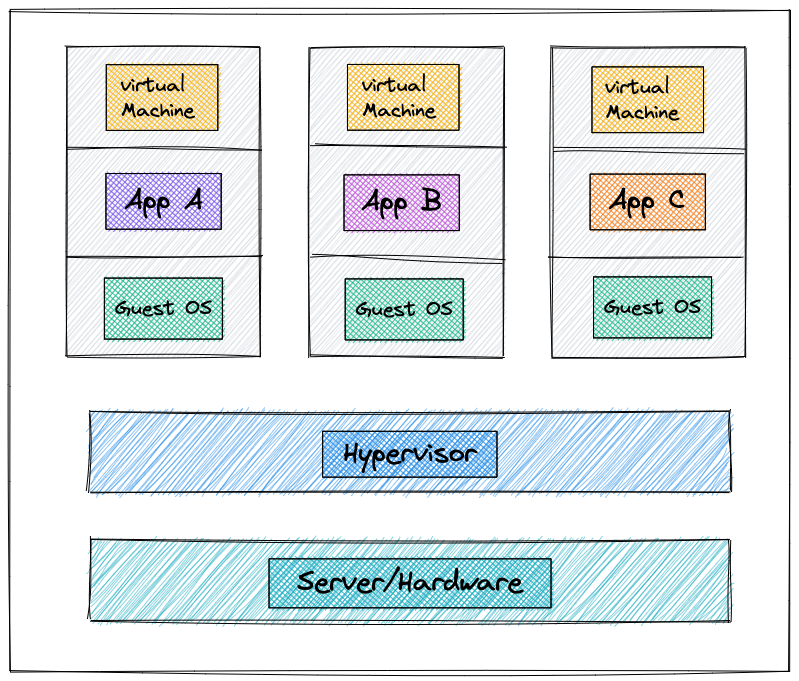 virtual
Machine
virtual
Machine
virtual
Machine
App A
App B
App C
Guest OS
Guest OS
Guest OS
Hypervisor
Server/Hardware